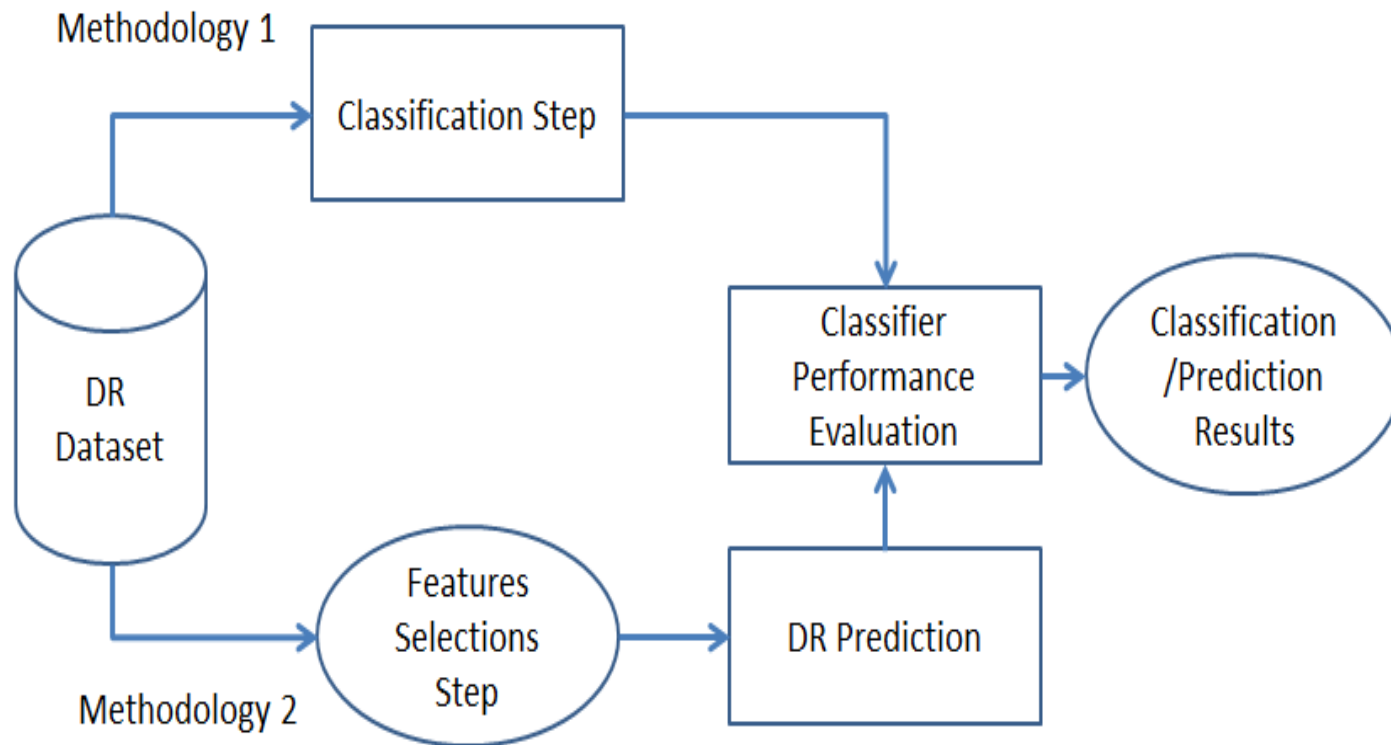 Methodology 1
Classification Step
DR
Dataset
Classifier
Performance
Evaluation
Classification
/Prediction
Results
Features
Selections
Step
DR Prediction
Methodology 2